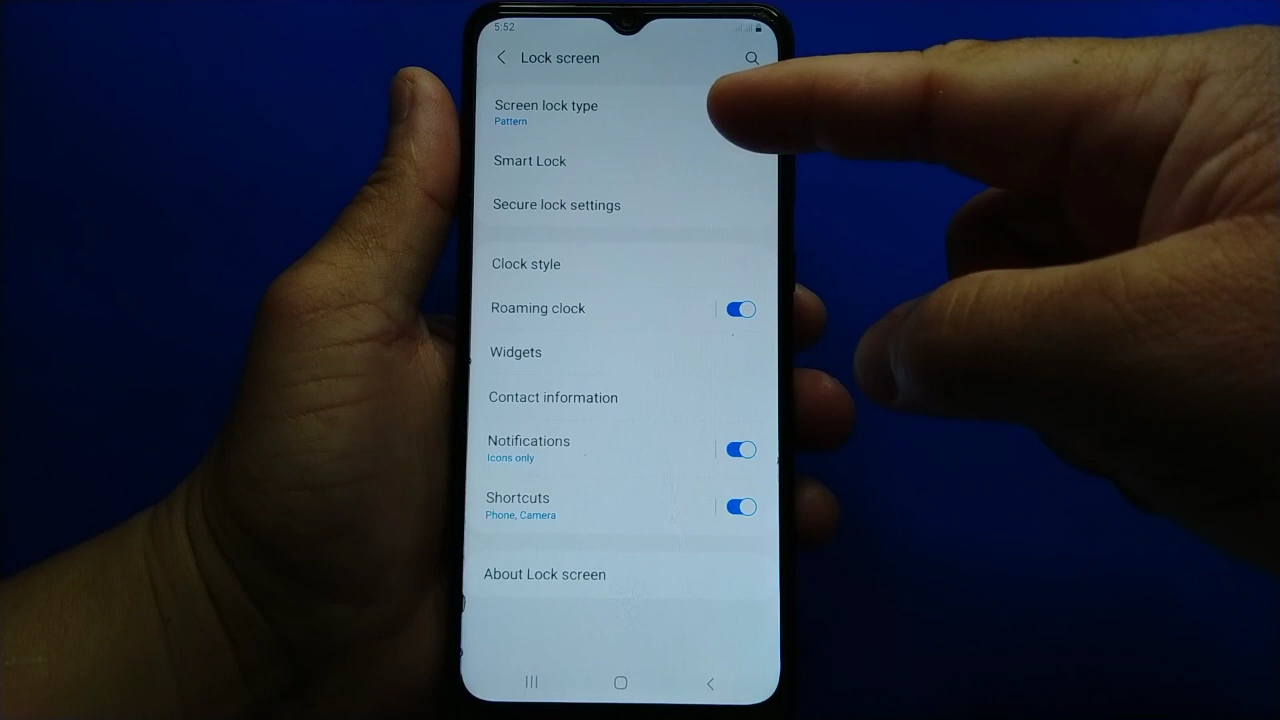 5:52
Lock screen
Screen lock type
Pattern
Smart Lock
Secure lock settings
Clock style
Roaming clock
Widgets
Contact information
Notifications
Icons only
Shortcuts
Phone, Camera
About Lock screen